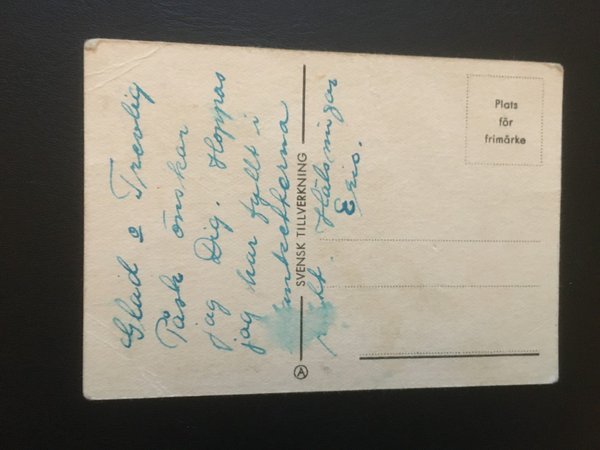 Glad o Trevlig
Påsk önskar
jag Dig. Hoppas
jag har fyllt i
Hälsningar
Eric.
SVENSK TILLVERKNING
A
Plats
för
frimärke